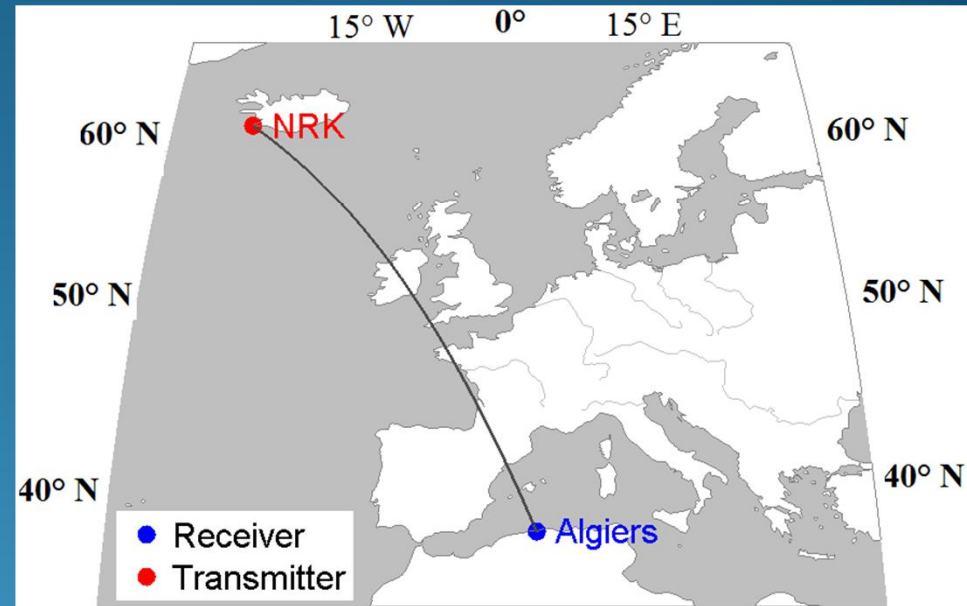 15° W 0° 15° E
60° N 60° N
NRK
50° N 50° N
40° N 40° N
Algiers
Receiver
Transmitter